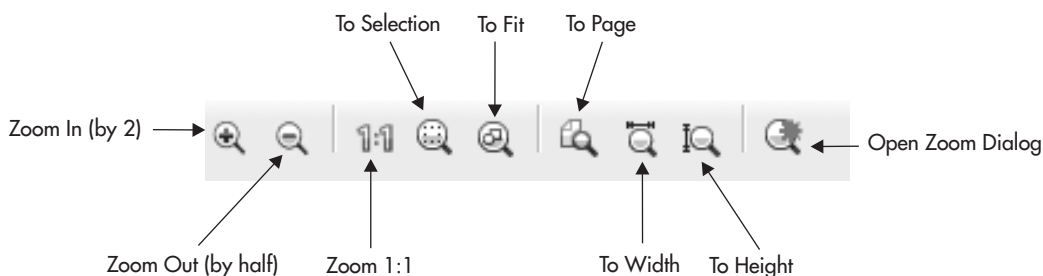 To Selection
To Fit
To Page
Zoom In (by 2)
1:1
Open Zoom Dialog
Zoom Out (by half)
Zoom 1:1
To Width
To Height